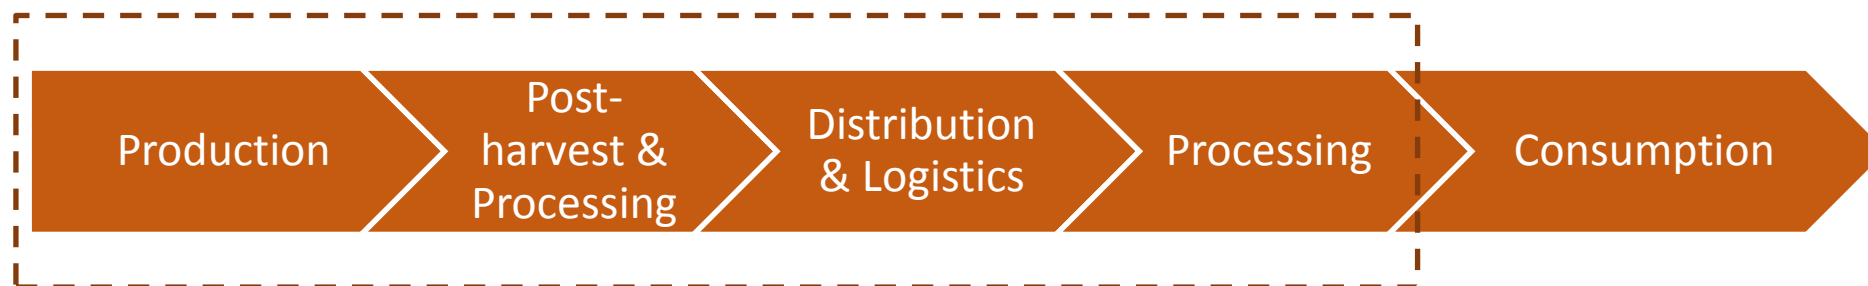 Production
Post-
harvest &
Processing
Distribution
& Logistics
Processing
Consumption